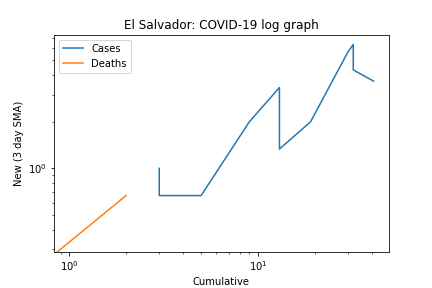 El Salvador: COVID-19 log graph
Cases
Deaths
New (3 day SMA)
10⁰
10⁰
10¹
Cumulative